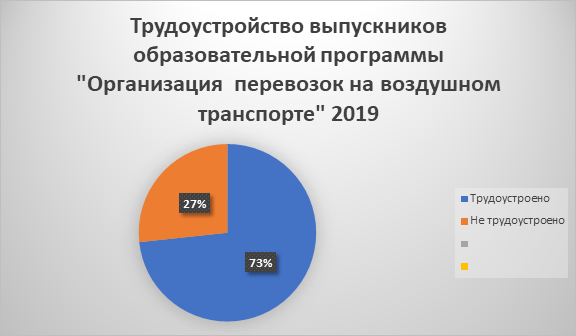 Трудоустройство выпускников
образовательной программы
"Организация  перевозок на воздушном
транспорте" 2019
27%
73%
Трудоустроено
Не трудоустроено